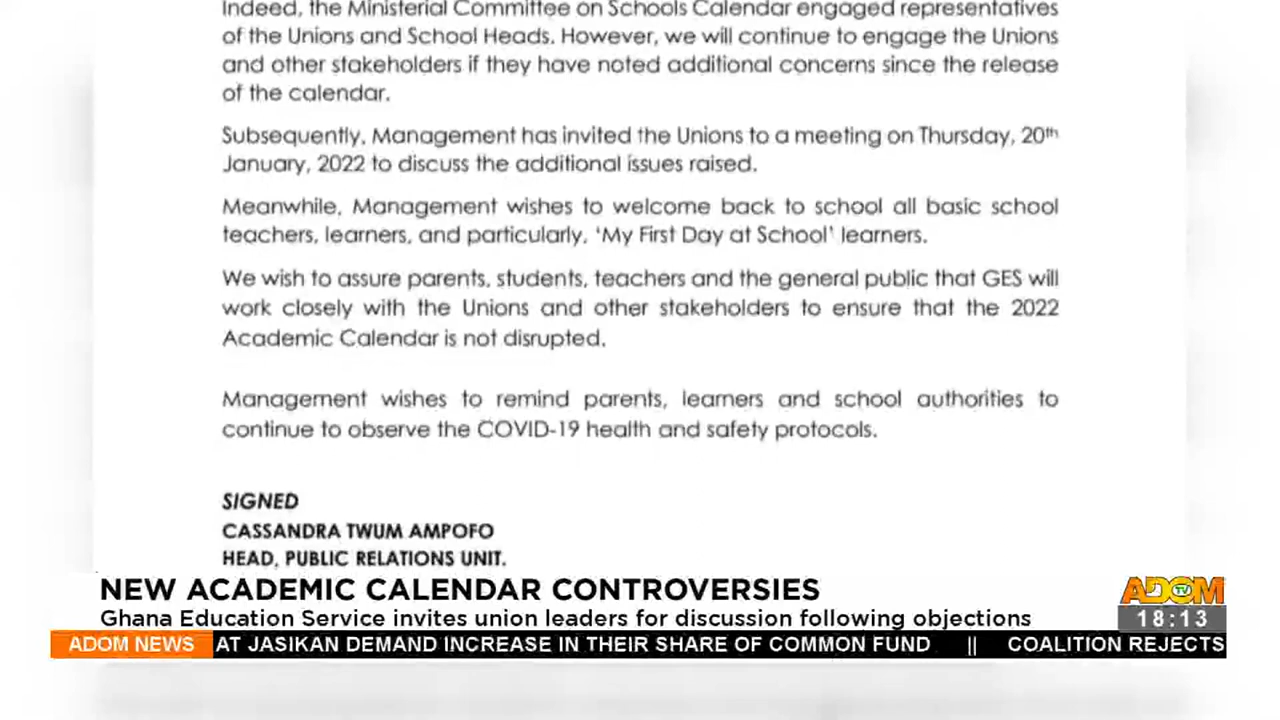 Indeed, the Ministerial Committee on Schools Calendar engaged representatives
of the Unions and School Heads. However, we will continue to engage the Unions
and other stakeholders if they have noted additional concerns since the release
of the calendar.
Subsequently, Management has invited the Unions to a meeting on Thursday, 20th
January, 2022 to discuss the additional issues raised.
Meanwhile, Management wishes to welcome back to school all basic school
teachers, learners, and particularly, ‘My First Day at School’ learners.
We wish to assure parents, students, teachers and the general public that GES will
work closely with the Unions and other stakeholders to ensure that the 2022
Academic Calendar is not disrupted.
Management wishes to remind parents, learners and school authorities to
continue to observe the COVID-19 health and safety protocols.
SIGNED
CASSANDRA TWUM AMPOFO
HEAD, PUBLIC RELATIONS UNIT.
NEW ACADEMIC CALENDAR CONTROVERSIES
Ghana Education Service invites union leaders for discussion following objections
ADOM TV
18:13
ADOM NEWS AT JASIKAN DEMAND INCREASE IN THEIR SHARE OF COMMON FUND || COALITION REJECTS